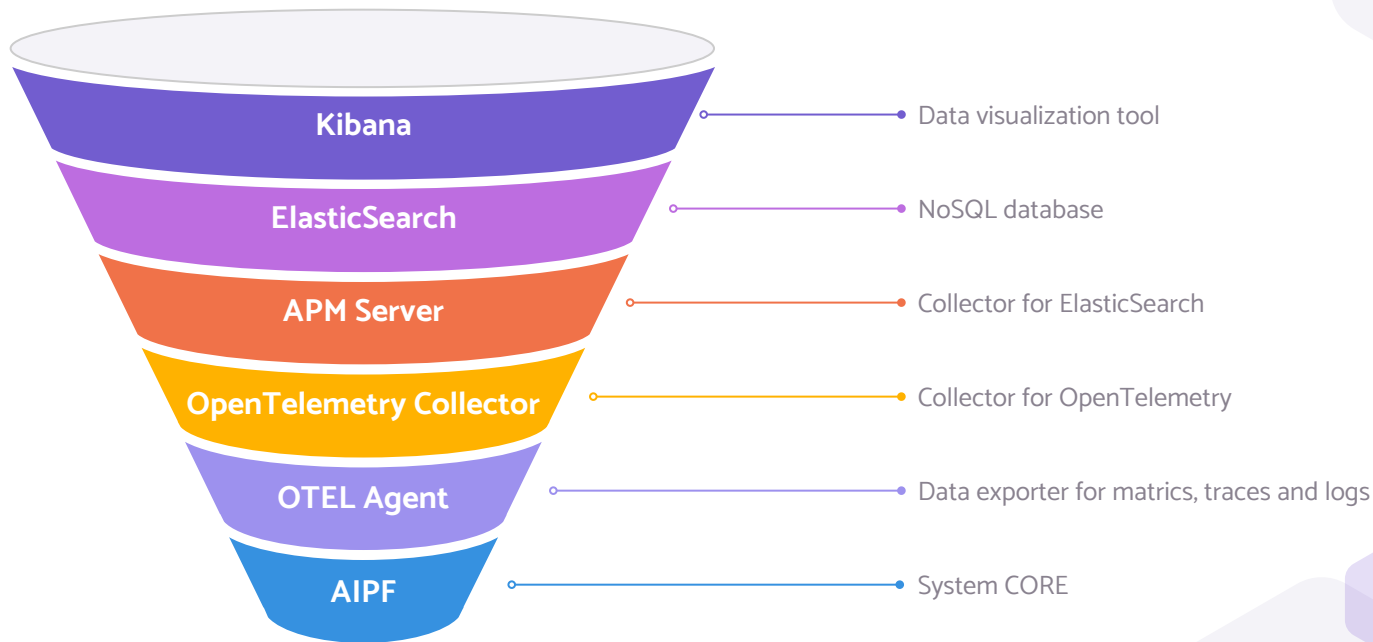 Kibana
Data visualization tool
ElasticSearch
NoSQL database
APM Server
Collector for ElasticSearch
OpenTelemetry Collector
Collector for OpenTelemetry
OTEL Agent
Data exporter for matrics, traces and logs
AIPF
System CORE